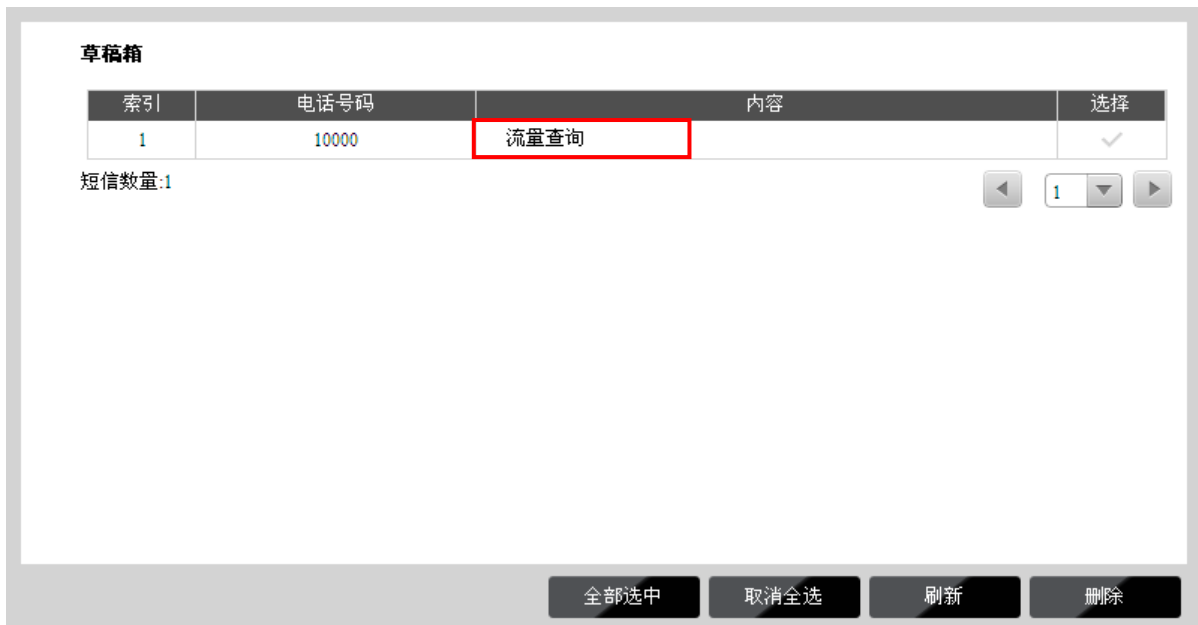 草稿箱
索引 电话号码 内容 选择
1 10000 流量查询
短信数量:1
1
全部选中 取消全选 刷新 删除